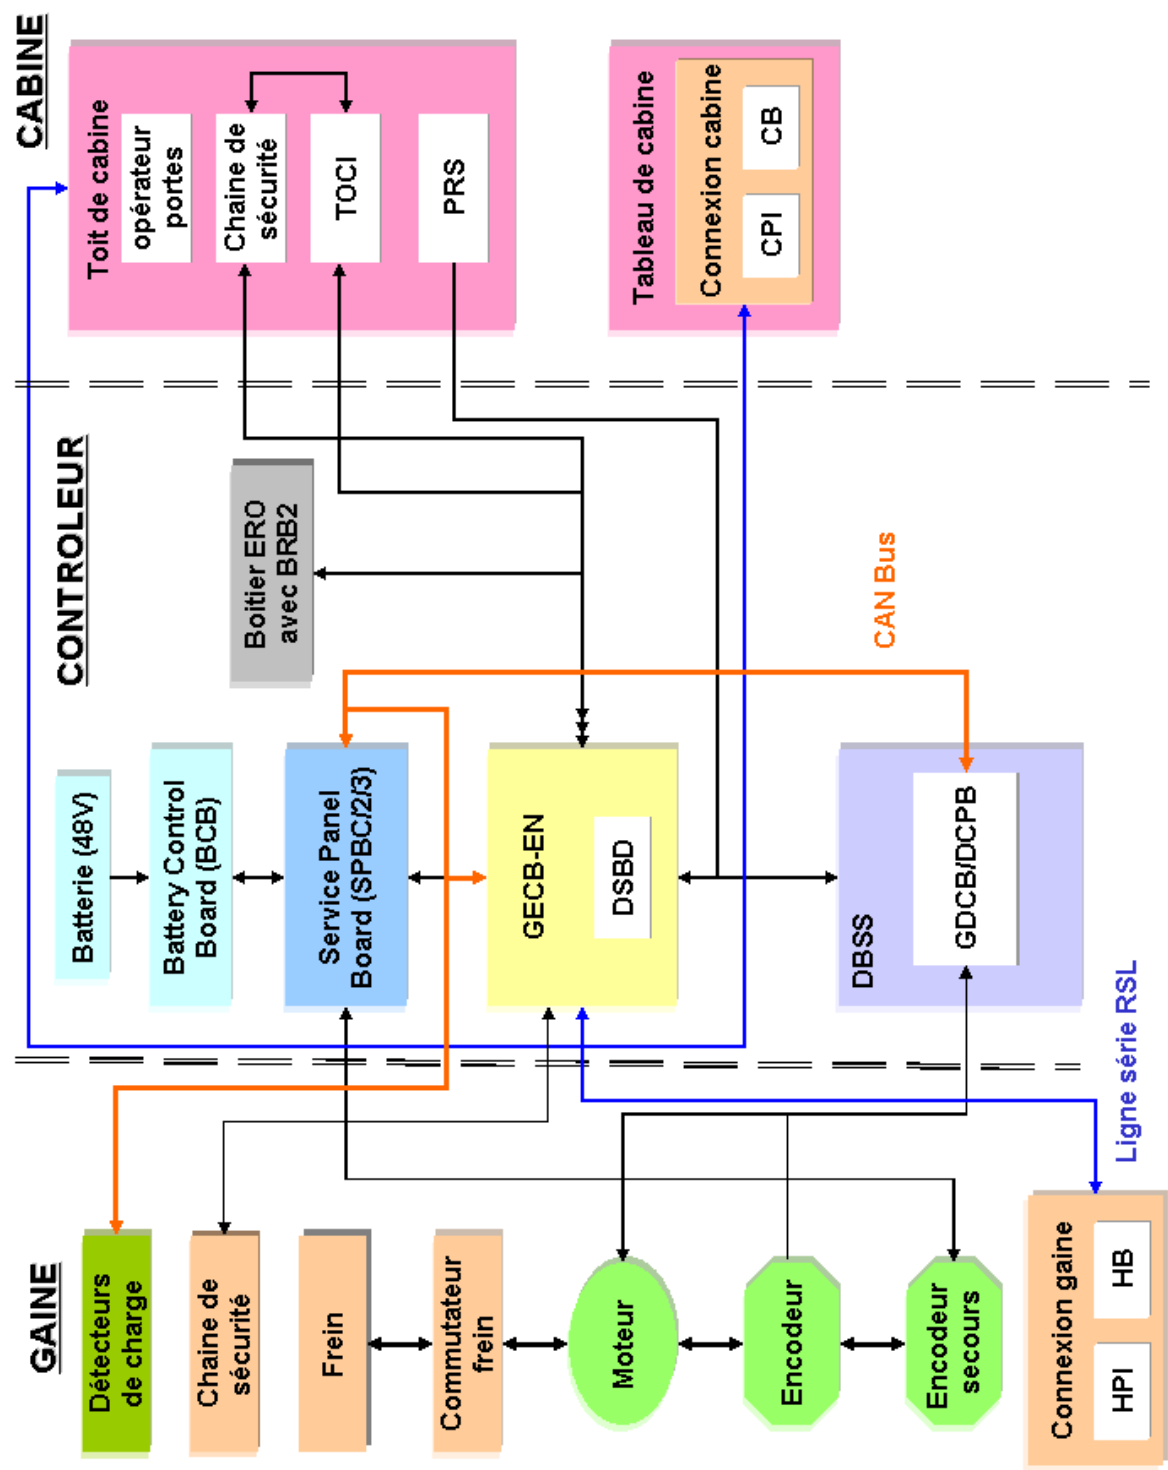 GAINE
CONTROLEUR
CABINE
Détecteurs
de charge
Chaine de
sécurité
Frein
Commutateur
frein
Moteur
Encodeur
Encodeur
secours
Connexion gaine
HPI
HB
Ligne série RSL
Batterie (48V)
Battery Control
Board (BCB)
Service Panel
Board (SPBC/2/3)
GECB-EN
DSBD
DBSS
GDCB/DCPB
Boitier ERO
avec BRB2
CAN Bus
Toit de cabine
opérateur
portes
Chaine de
sécurité
TOCI
PRS
Tableau de cabine
Connexion cabine
CPI
CB